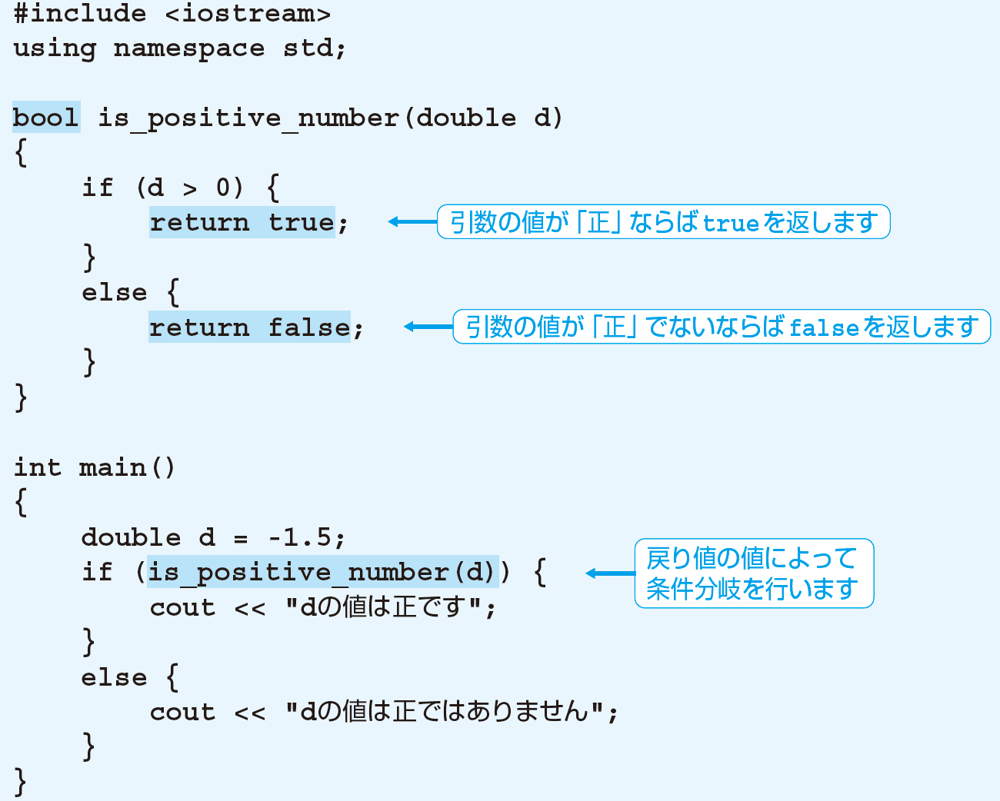 #include <iostream>
using namespace std;

bool is_positive_number(double d)
{
    if (d > 0) {
        return true; 引数の値が「正」ならばtrueを返します
    }
    else {
        return false; 引数の値が「正」でないならばfalseを返します
    }
}

int main()
{
    double d = -1.5;
    if (is_positive_number(d)) {
戻り値の値によって
条件分岐を行います
        cout << "dの値は正です";
    }
    else {
        cout << "dの値は正ではありません";
    }
}